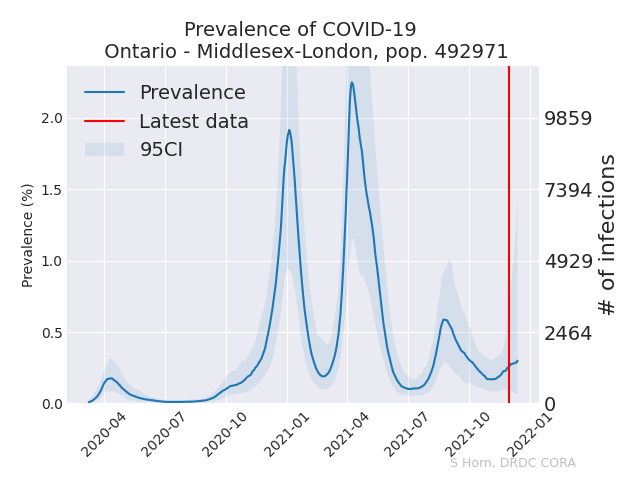 Prevalence of COVID-19
Ontario - Middlesex-London, pop. 492971
Prevalence
Latest data
95CI
Prevalence (%)
2.0
1.5
1.0
0.5
0.0
9859
7394
4929
2464
0
# of infections
2020-04
2020-07
2020-10
2021-01
2021-04
2021-07
2021-10
2022-01
S Horn, DRDC CORA